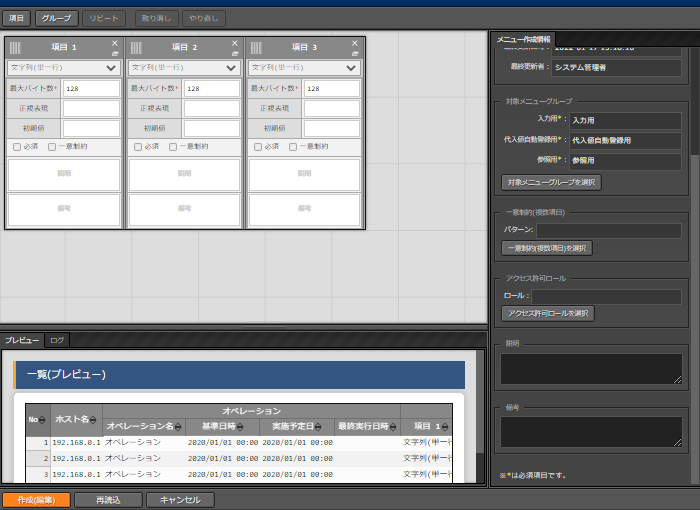 項目 グループ リピート 取り消し やり直し
項目 1 項目 2 項目 3
文字列(単一行) 文字列(単一行) 文字列(単一行)
最大バイト数* 128 最大バイト数* 128 最大バイト数* 128
正規表現 正規表現 正規表現
初期値 初期値 初期値
必須 一意制約 必須 一意制約 必須 一意制約
説明 説明 説明
備考 備考 備考
メニュー作成情報
最終更新者 : システム管理者
対象メニューグループ
入力用* : 入力用
代入値自動登録用* : 代入値自動登録用
参照用* : 参照用
対象メニューグループを選択
一意制約(複数項目)
パターン:
一意制約(複数項目)を選択
アクセス許可ロール
ロール :
アクセス許可ロールを選択
説明
備考
※*は必須項目です。
プレビュー ログ
一覧(プレビュー)
No ホスト名 オペレーション
オペレーション名 基準日時 実施予定日 最終実行日時 項目 1
1 192.168.0.1 オペレーション 2020/01/01 00:00 2020/01/01 00:00 文字列(単一行
2 192.168.0.1 オペレーション 2020/01/01 00:00 2020/01/01 00:00 文字列(単一行
3 192.168.0.1 オペレーション 2020/01/01 00:00 2020/01/01 00:00 文字列(単一行
作成(編集) 再読込 キャンセル